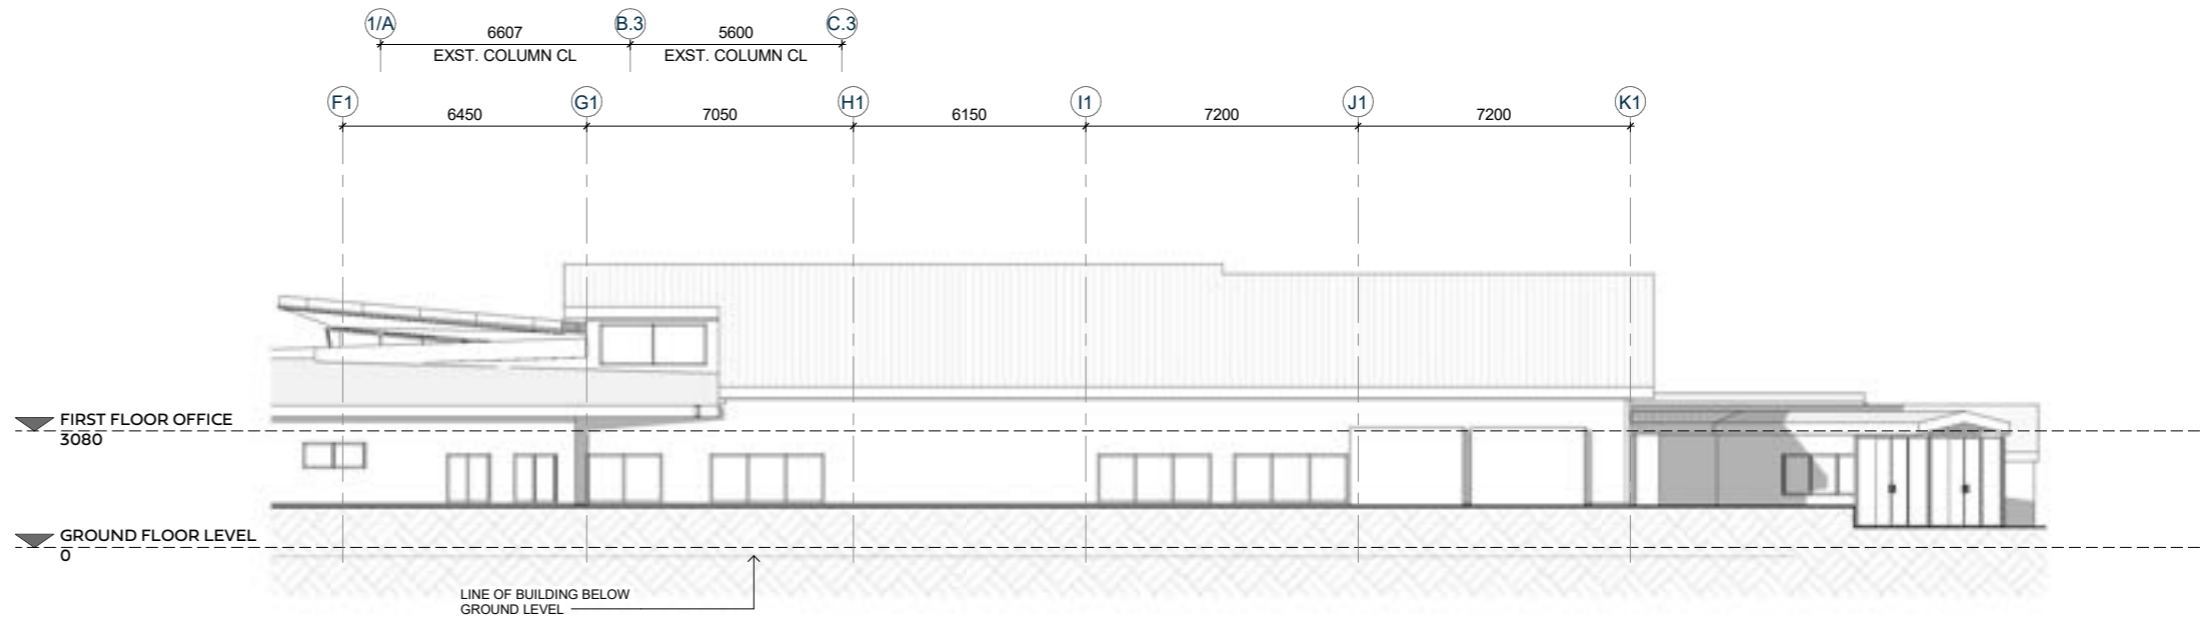 1/A B.3 C.3
6607 5600
EXST. COLUMN CL EXST. COLUMN CL
F1 G1 H1 I1 J1 K1
6450 7050 6150 7200 7200
FIRST FLOOR OFFICE
3080
GROUND FLOOR LEVEL
0
LINE OF BUILDING BELOW
GROUND LEVEL